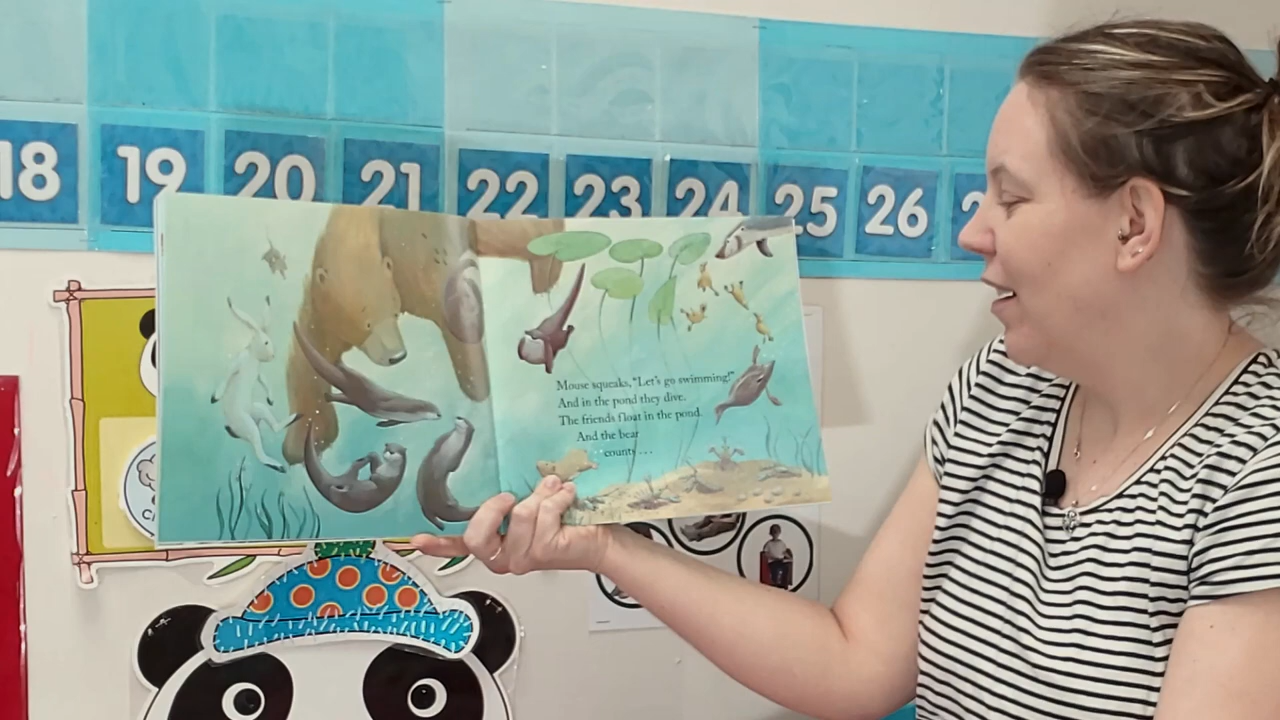 18 19 20 21 22 23 24 25 26
Mouse squeaks, "Let's go swimming!"
And in the pond they dive.
The friends float in the pond.
And the bear
counts . . .